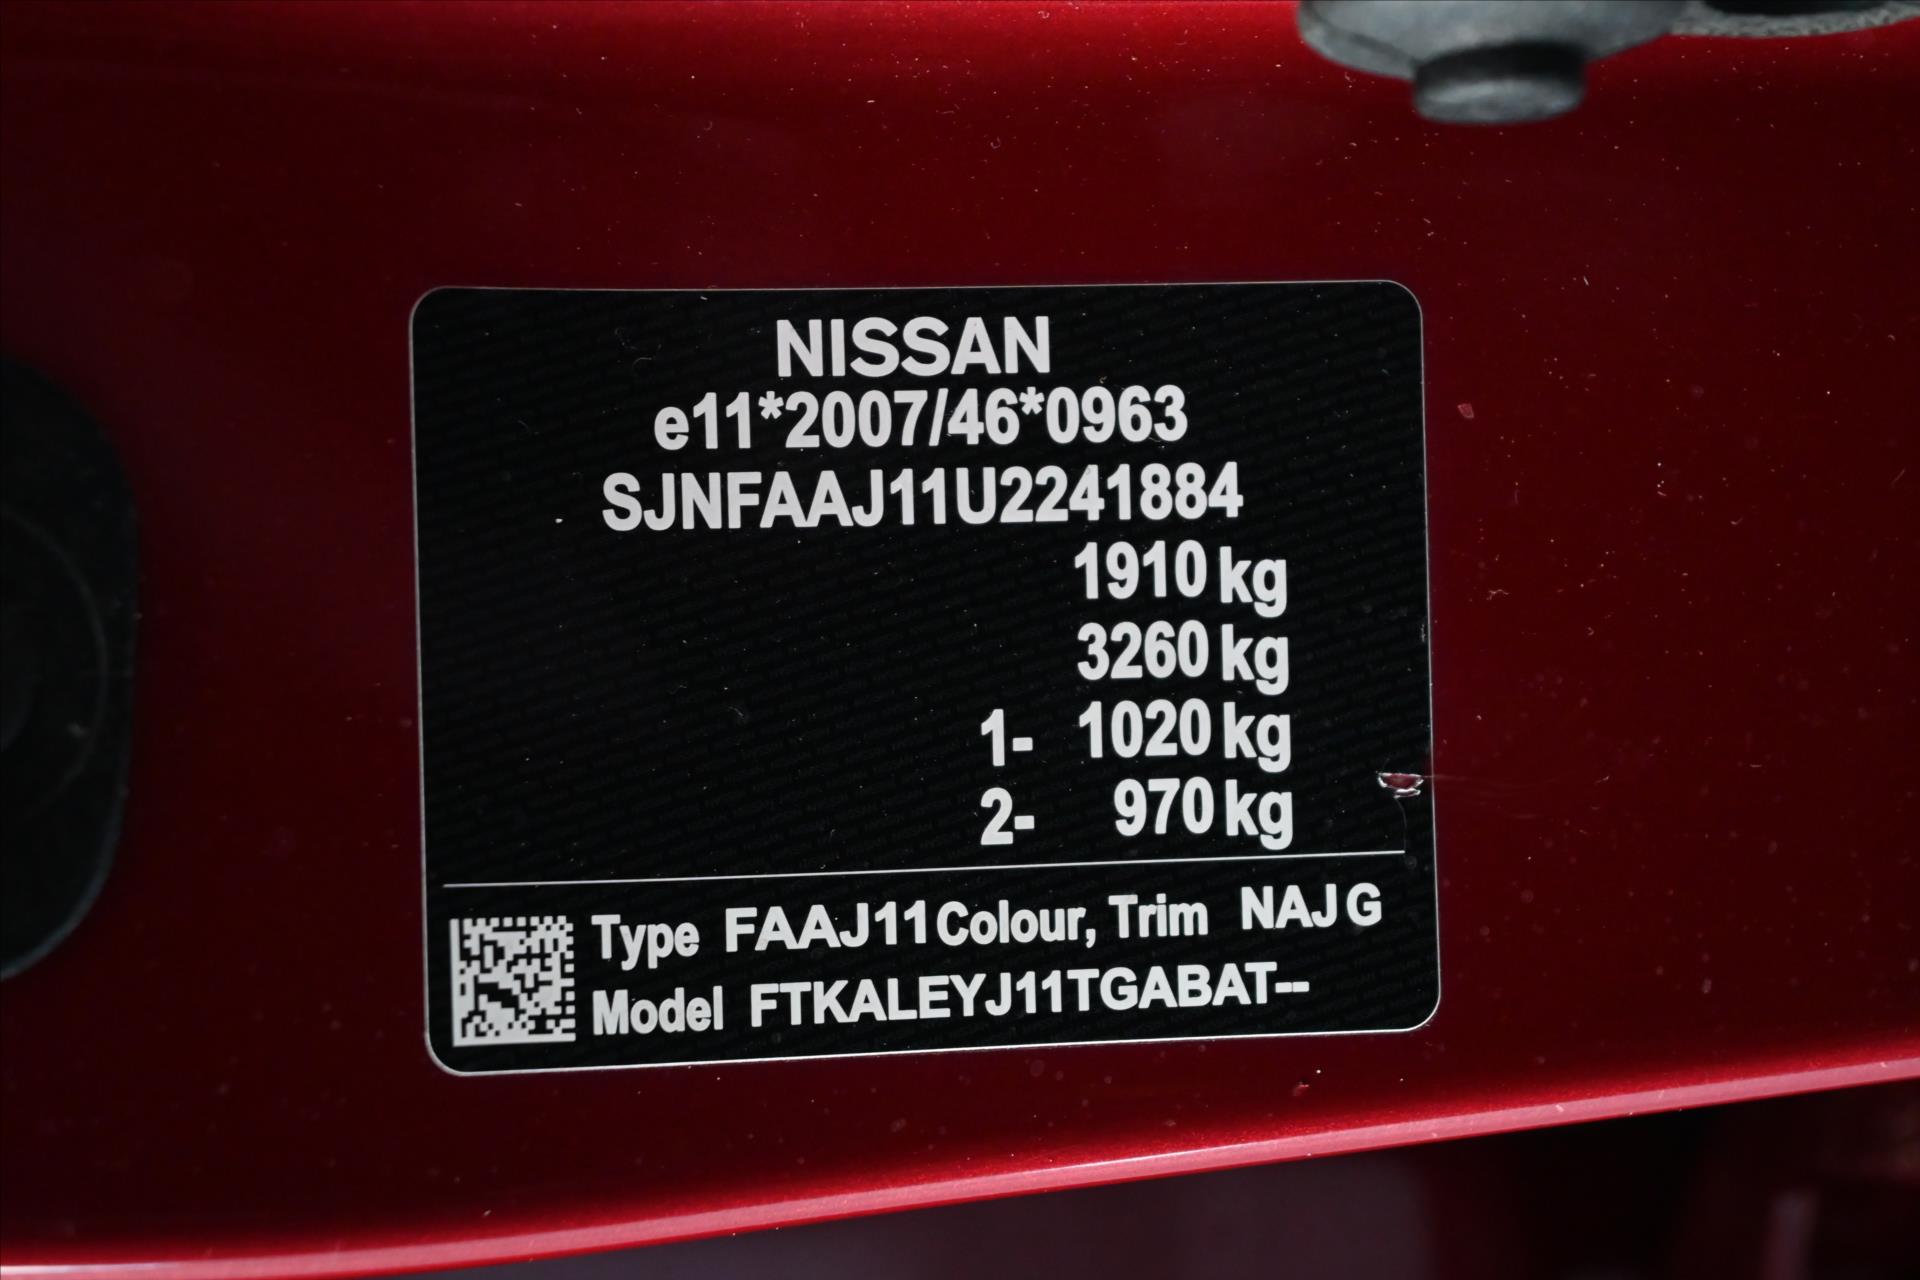 NISSAN
e11*2007/46*0963
SJNFAAJ11U2241884
1910 kg
3260 kg
1- 1020 kg
2- 970 kg
Type FAAJ11 Colour, Trim NAJ G
Model FTKALEYJ11TGABAT--